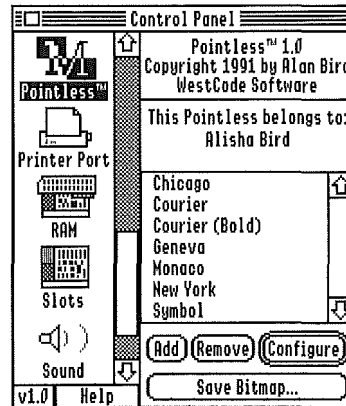 Control Panel
Pointless™
Printer Port
RAM
Slots
Sound
v1.0 Help
Pointless™ 1.0
Copyright 1991 by Alan Bird
WestCode Software
This Pointless belongs to:
Alisha Bird
Chicago
Courier
Courier (Bold)
Geneva
Monaco
New York
Symbol
Add Remove Configure
Save Bitmap...